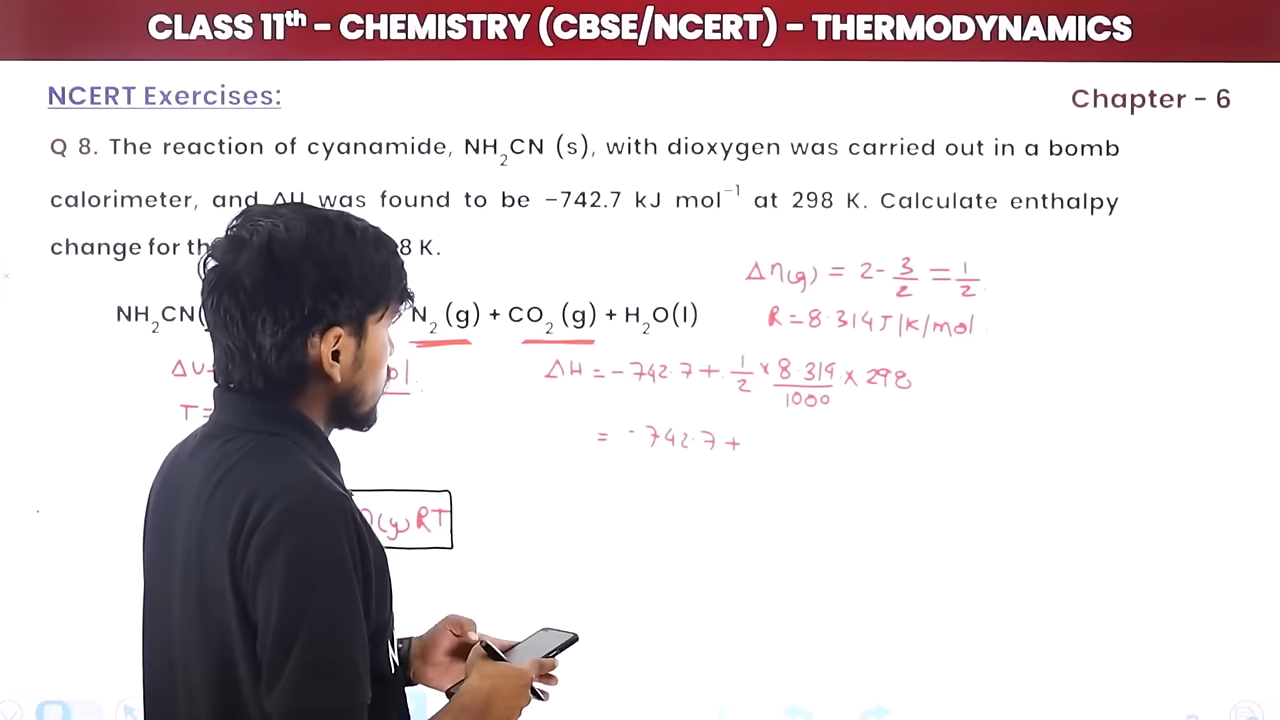 CLASS 11th - CHEMISTRY (CBSE/NCERT) - THERMODYNAMICS
NCERT Exercises:
Chapter - 6
Q 8. The reaction of cyanamide, NH2CN (s), with dioxygen was carried out in a bomb
calorimeter, and ΔU was found to be −742.7 kJ mol−1 at 298 K. Calculate enthalpy
change for 8 K.
Δn(g) = 2 - 3/2 = 1/2
NH2CN( N2 (g) + CO2 (g) + H2O(l)
R = 8.314 J/K/mol
ΔU=
ΔH = -742.7 + 1/2 × 8.314/1000 × 298
T =
= -742.7 +
(g) RT